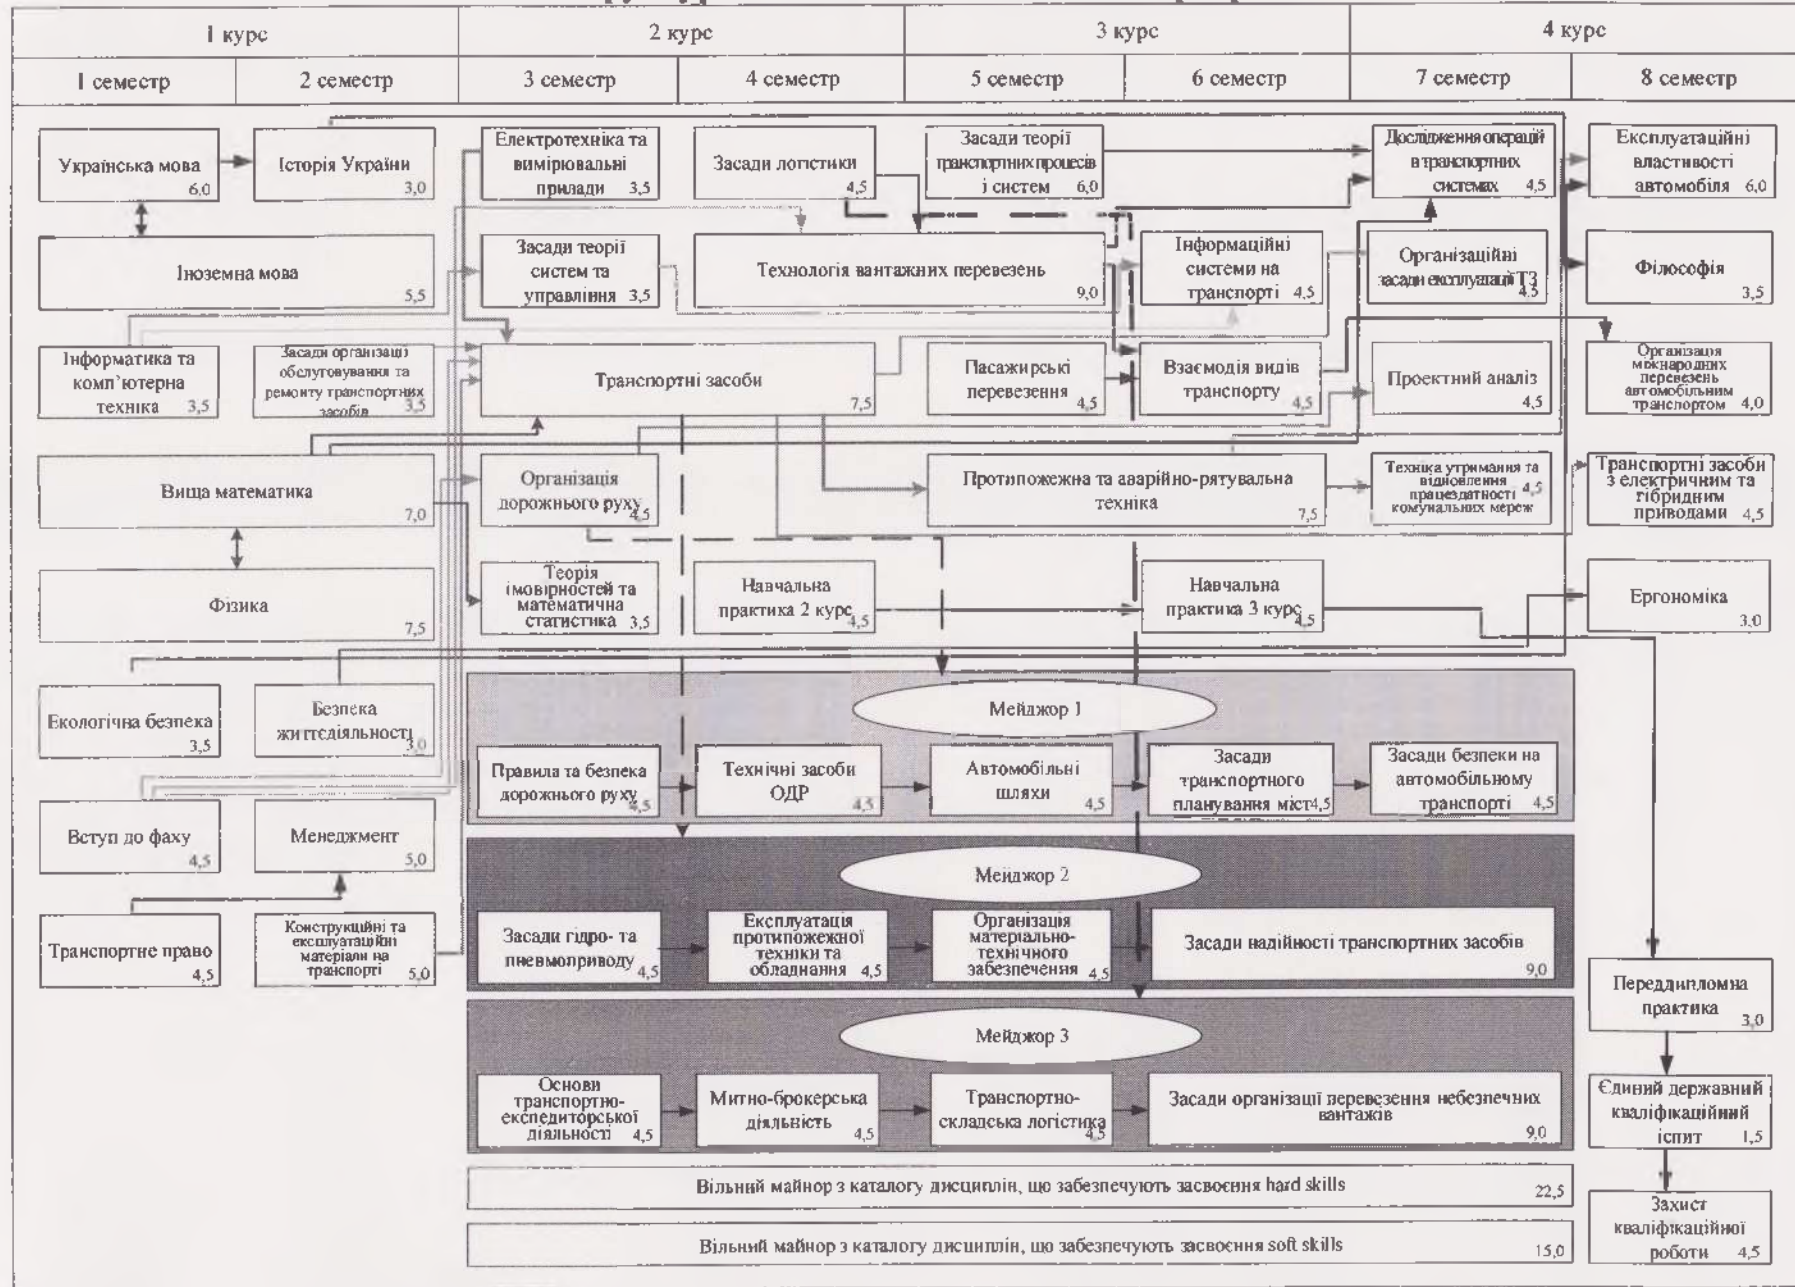 1 курс
2 курс
3 курс
4 курс
1 семестр
2 семестр
3 семестр
4 семестр
5 семестр
6 семестр
7 семестр
8 семестр
Українська мова
6,0
Історія України
3,0
Електротехніка та
вимірювальні
прилади 3,5
Засади логістики
4,5
Засади теорії
транспортних процесів
і систем 6,0
Дослідження операцій
в транспортних
системах 4,5
Експлуатаційні
властивості
автомобіля 6,0
Іноземна мова
5,5
Засади теорії
систем та
управління 3,5
Технологія вантажних перевезень
9,0
Інформаційні
системи на
транспорті 4,5
Організаційні
засади експлуатації ТЗ
4,5
Філософія
3,5
Інформатика та
комп'ютерна
техніка 3,5
Засади організації
обслуговування та
ремонту транспортних
засобів 3,5
Транспортні засоби
7,5
Пасажирські
перевезення
4,5
Взаємодія видів
транспорту
4,5
Проектний аналіз
4,5
Організація
міжнародних
перевезень
автомобільним
транспортом 4,0
Вища математика
7,0
Організація
дорожнього руху
4,5
Протипожежна та аварійно-рятувальна
техніка
7,5
Техніка утримання та
відновлення
працездатності 4,5
комунальних мереж
Транспортні засоби
з електричним та
гібридним
приводами 4,5
Фізика
7,5
Теорія
імовірностей та
математична
статистика 3,5
Навчальна
практика 2 курс
4,5
Навчальна
практика 3 курс
4,5
Ергономіка
3,0
Екологічна безпека
3,5
Безпека
життєдіяльності
3,0
Мейджор 1
Правила та безпека
дорожнього руху
4,5
Технічні засоби
ОДР
4,5
Автомобільні
шляхи
4,5
Засади
транспортного
планування міст 4,5
Засади безпеки на
автомобільному
транспорті 4,5
Вступ до фаху
4,5
Менеджмент
5,0
Мейджор 2
Транспортне право
4,5
Конструкційні та
експлуатаційні
матеріали на
транспорті 5,0
Засади гідро- та
пневмоприводу
4,5
Експлуатація
протипожежної
техніки та
обладнання 4,5
Організація
матеріально-
технічного
забезпечення 4,5
Засади надійності транспортних засобів
9,0
Переддипломна
практика
3,0
Мейджор 3
Основи
транспортно-
експедиторської
діяльності 4,5
Митно-брокерська
діяльність
4,5
Транспортно-
складська логістика
4,5
Засади організації перевезення небезпечних
вантажів
9,0
Єдиний державний
кваліфікаційний
іспит 1,5
Вільний майнор з каталогу дисциплін, що забезпечують засвоєння hard skills 22,5
Вільний майнор з каталогу дисциплін, що забезпечують засвоєння soft skills 15,0
Захист
кваліфікаційної
роботи 4,5